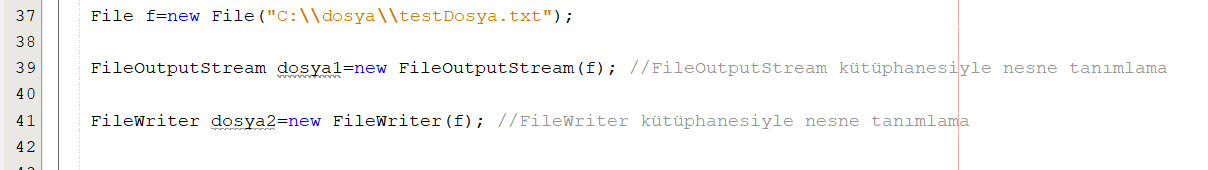 37 File f=new File("C:\\dosya\\testDosya.txt");
38
39 FileOutputStream dosya1=new FileOutputStream(f); //FileOutputStream kütüphanesiyle nesne tanımlama
40
41 FileWriter dosya2=new FileWriter(f); //FileWriter kütüphanesiyle nesne tanımlama
42